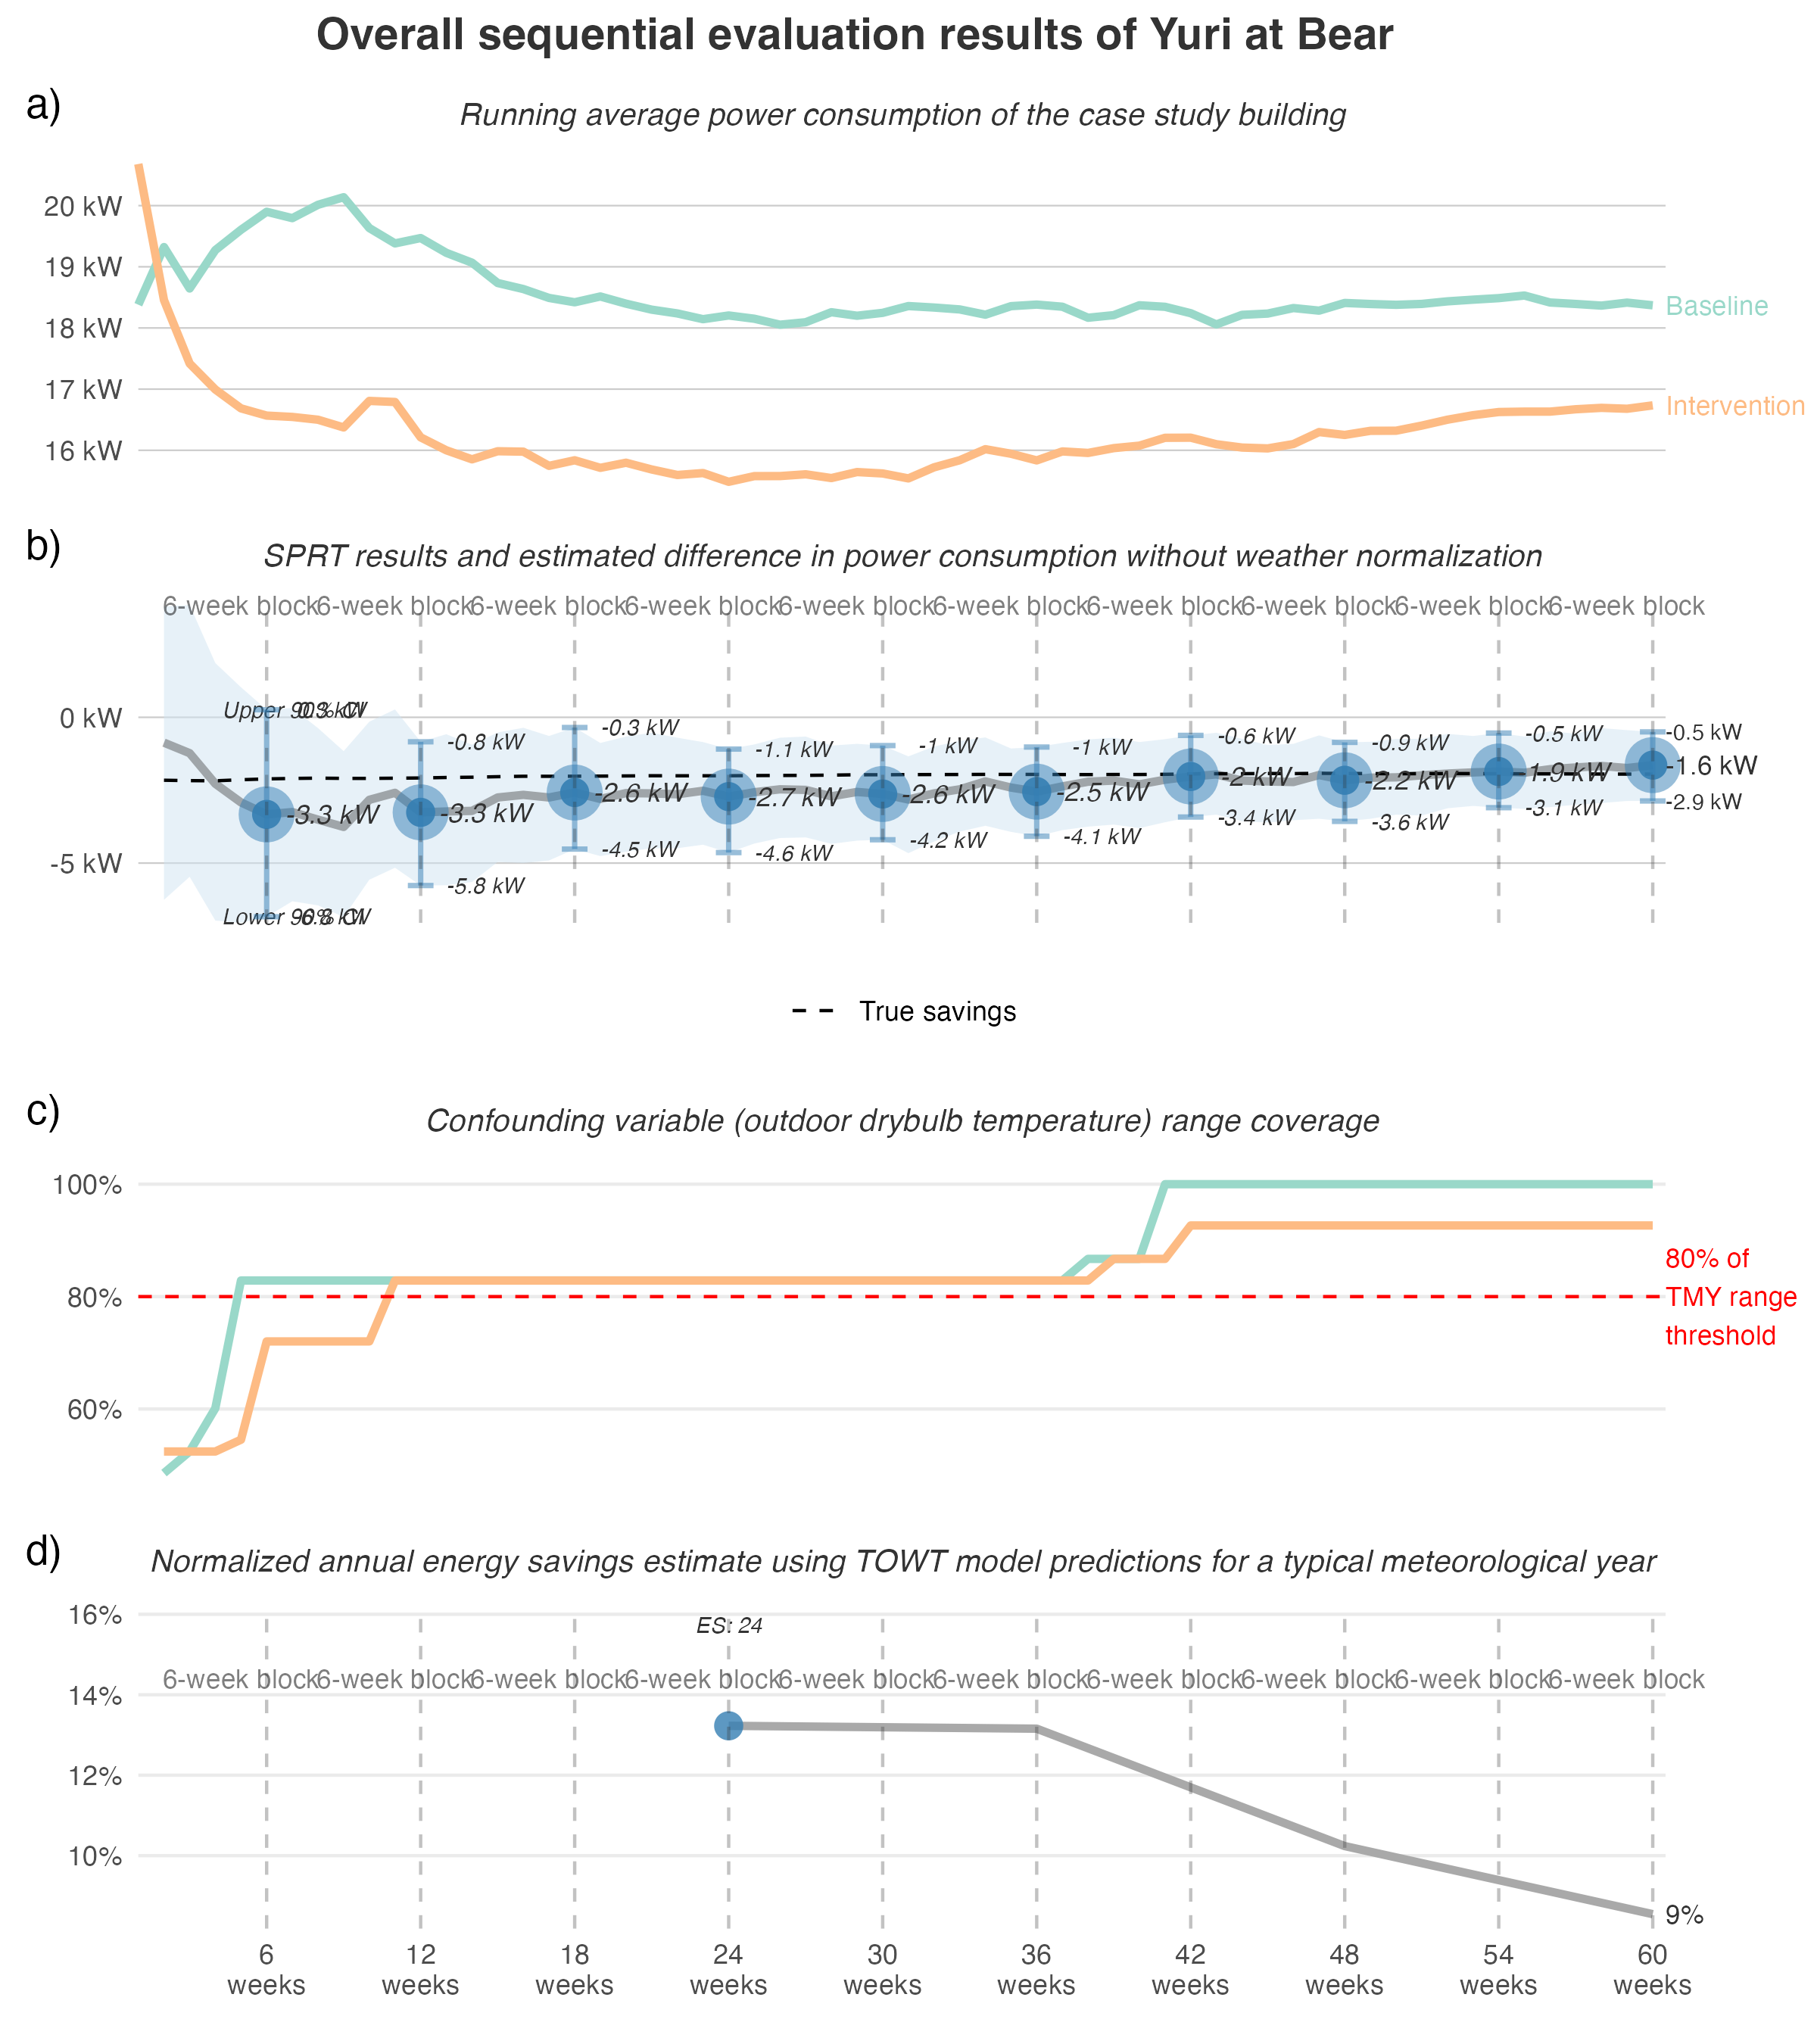 Overall sequential evaluation results of Yuri at Bear
a)
Running average power consumption of the case study building
20 kW
19 kW
18 kW
17 kW
16 kW
Baseline
Intervention
b)
SPRT results and estimated difference in power consumption without weather normalization
6-week block 6-week block 6-week block 6-week block 6-week block 6-week block 6-week block 6-week block 6-week block 6-week block
0 kW
-5 kW
Upper 90% CI 0.3 kW -0.8 kW -0.3 kW -1.1 kW -1 kW -1 kW -0.6 kW -0.9 kW -0.5 kW -0.5 kW
-3.3 kW -3.3 kW -2.6 kW -2.7 kW -2.6 kW -2.5 kW -2 kW -2.2 kW -1.9 kW -1.6 kW
Lower 90% CI -6.8 kW -5.8 kW -4.5 kW -4.6 kW -4.2 kW -4.1 kW -3.4 kW -3.6 kW -3.1 kW -2.9 kW
True savings
c)
Confounding variable (outdoor drybulb temperature) range coverage
100%
80%
60%
80% of
TMY range
threshold
d)
Normalized annual energy savings estimate using TOWT model predictions for a typical meteorological year
16%
14%
12%
10%
ES: 24
6-week block 6-week block 6-week block 6-week block 6-week block 6-week block 6-week block 6-week block 6-week block 6-week block
9%
6 12 18 24 30 36 42 48 54 60
weeks weeks weeks weeks weeks weeks weeks weeks weeks weeks